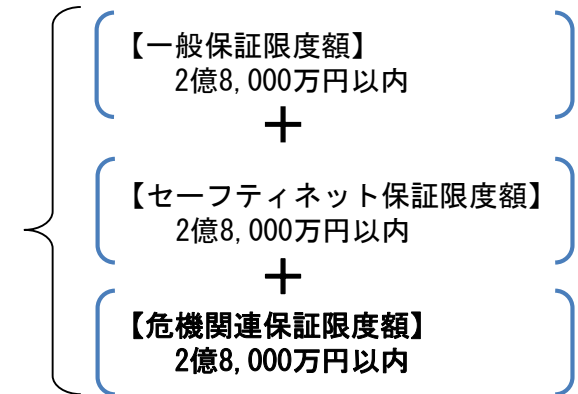 【一般保証限度額】
2億8,000万円以内
＋
【セーフティネット保証限度額】
2億8,000万円以内
＋
【危機関連保証限度額】
2億8,000万円以内